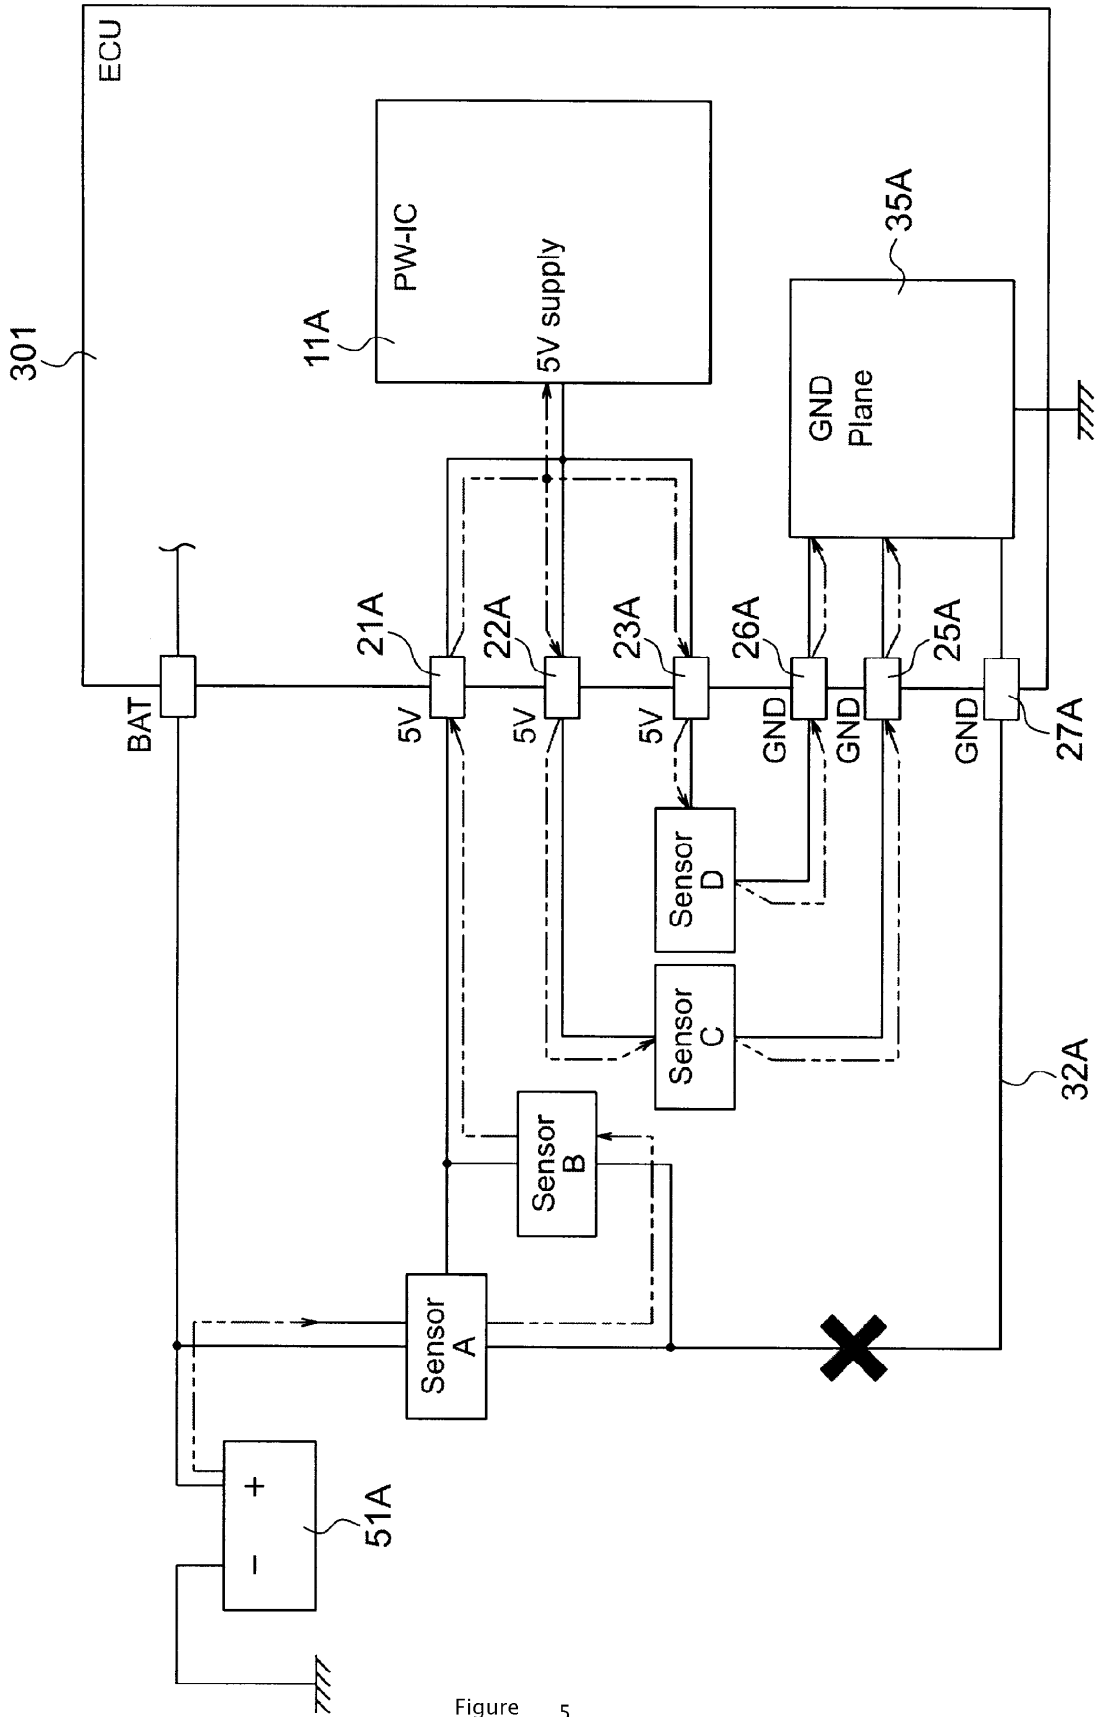 ECU
301
PW-IC
5V supply
11A
35A
GND
Plane
BAT
21A
5V
22A
5V
23A
5V
26A
GND
25A
GND
27A
GND
Sensor
D
Sensor
C
Sensor
B
Sensor
A
32A
+
−
51A
Figure 5